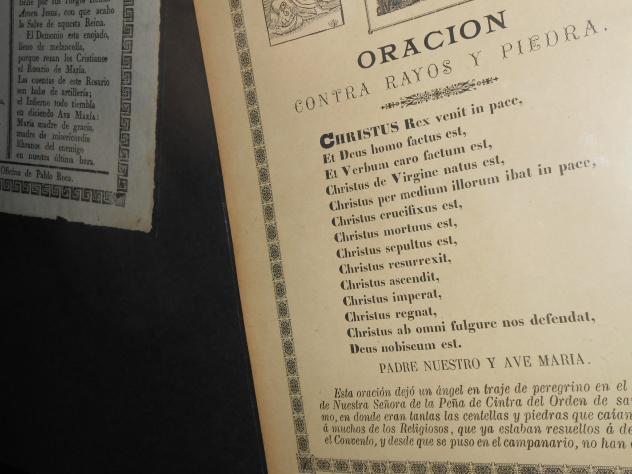 tiene por sus
Amen Jesus, con que acabo
la Salve de aquesta Reina.
El Demonio esta enojado,
lleno de melancolía,
porque rezan los Cristianos
el Rosario de María.
Las cuentas de este Rosario
son balas de artillería;
el Infierno todo tiembla
en diciendo Ave María:
María madre de gracia,
madre de misericordia
libranos del enemigo
en nuestra última hora.
Oficina de Pablo Roca.
ORACION
CONTRA RAYOS Y PIEDRA.
CHRISTUS Rex venit in pace,
Et Deus homo factus est,
Et Verbum caro factum est,
Christus de Virgine natus est,
Christus per medium illorum ibat in pace,
Christus crucifixus est,
Christus mortuus est,
Christus sepultus est,
Christus resurrexit,
Christus ascendit,
Christus imperat,
Christus regnat,
Christus ab omni fulgure nos defendat,
Deus nobiscum est.
PADRE NUESTRO Y AVE MARIA.
Esta oración dejó un ángel en traje de peregrino en el
de Nuestra Señora de la Peña de Cintra del Orden de sa
mo, en donde eran tantas las centellas y piedras que caian
á muchos de los Religiosos, que ya estaban resueltos á de
el Convento, y desde que se puso en el campanario, no han